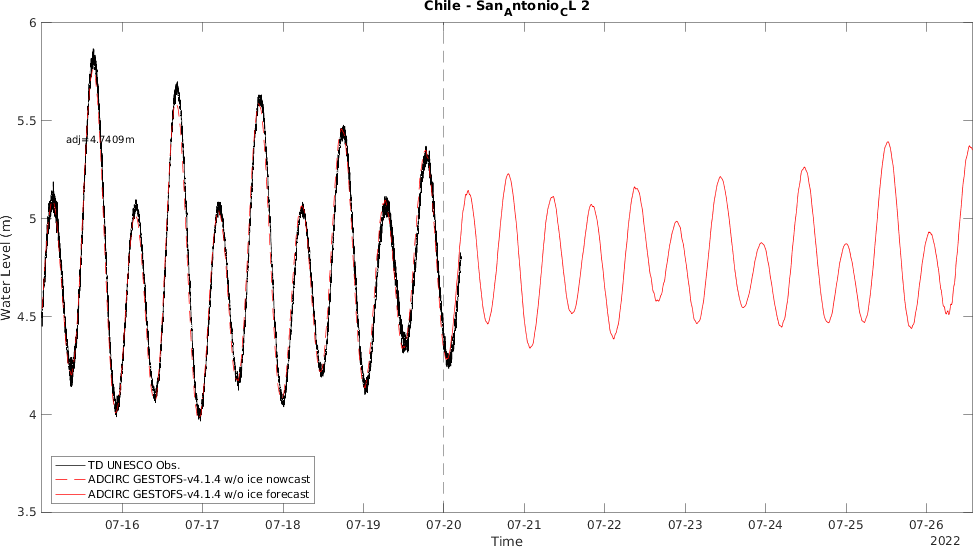 Chile - SanAntonioCL 2
6
5.5
5
4.5
4
3.5
Water Level (m)
adj=4.7409m
TD UNESCO Obs.
ADCIRC GESTOFS-v4.1.4 w/o ice nowcast
ADCIRC GESTOFS-v4.1.4 w/o ice forecast
07-16 07-17 07-18 07-19 07-20 07-21 07-22 07-23 07-24 07-25 07-26
Time
2022